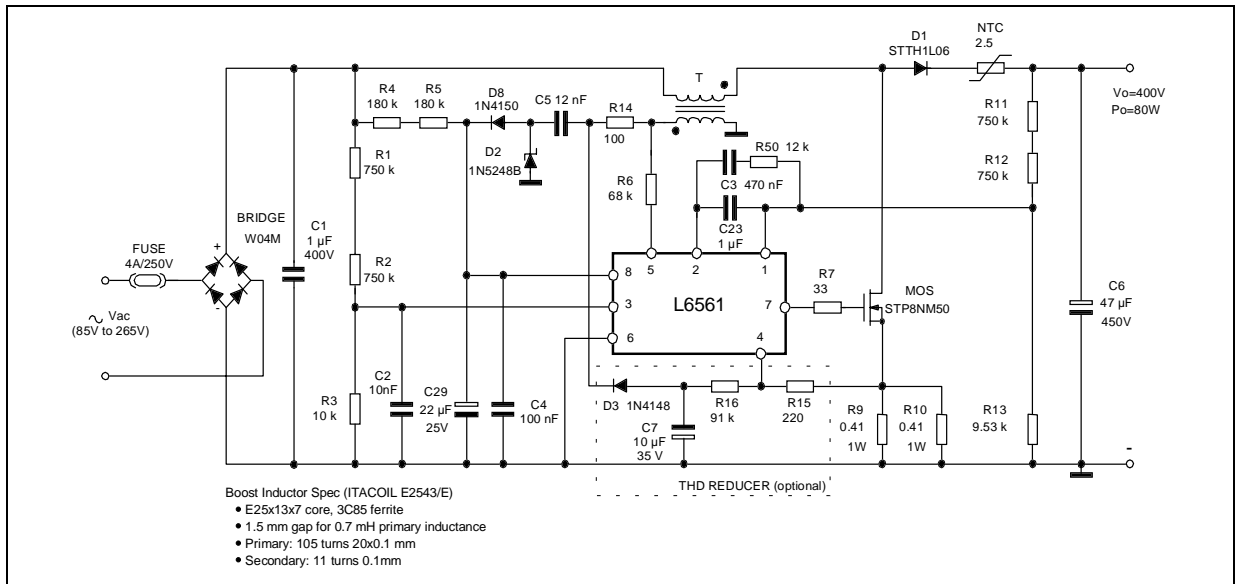 D1
STTH1L06
NTC
2.5
Vo=400V
Po=80W
R4
180 k
R5
180 k
D8
1N4150
C5 12 nF
R14
100
T
R11
750 k
R12
750 k
R1
750 k
D2
1N5248B
R6
68 k
R50 12 k
C3 470 nF
C23
1 µF
BRIDGE
W04M
+
-
C1
1 µF
400V
FUSE
4A/250V
R2
750 k
5
2
1
8
3
6
L6561
7
4
R7
33
MOS
STP8NM50
C6
47 µF
450V
~ Vac
(85V to 265V)
R3
10 k
C2
10nF
C29
22 µF
25V
C4
100 nF
D3 1N4148
R16
91 k
R15
220
C7
10 µF
35 V
R9
0.41
1W
R10
0.41
1W
R13
9.53 k
-
THD REDUCER (optional)
Boost Inductor Spec (ITACOIL E2543/E)
• E25x13x7 core, 3C85 ferrite
• 1.5 mm gap for 0.7 mH primary inductance
• Primary: 105 turns 20x0.1 mm
• Secondary: 11 turns 0.1mm